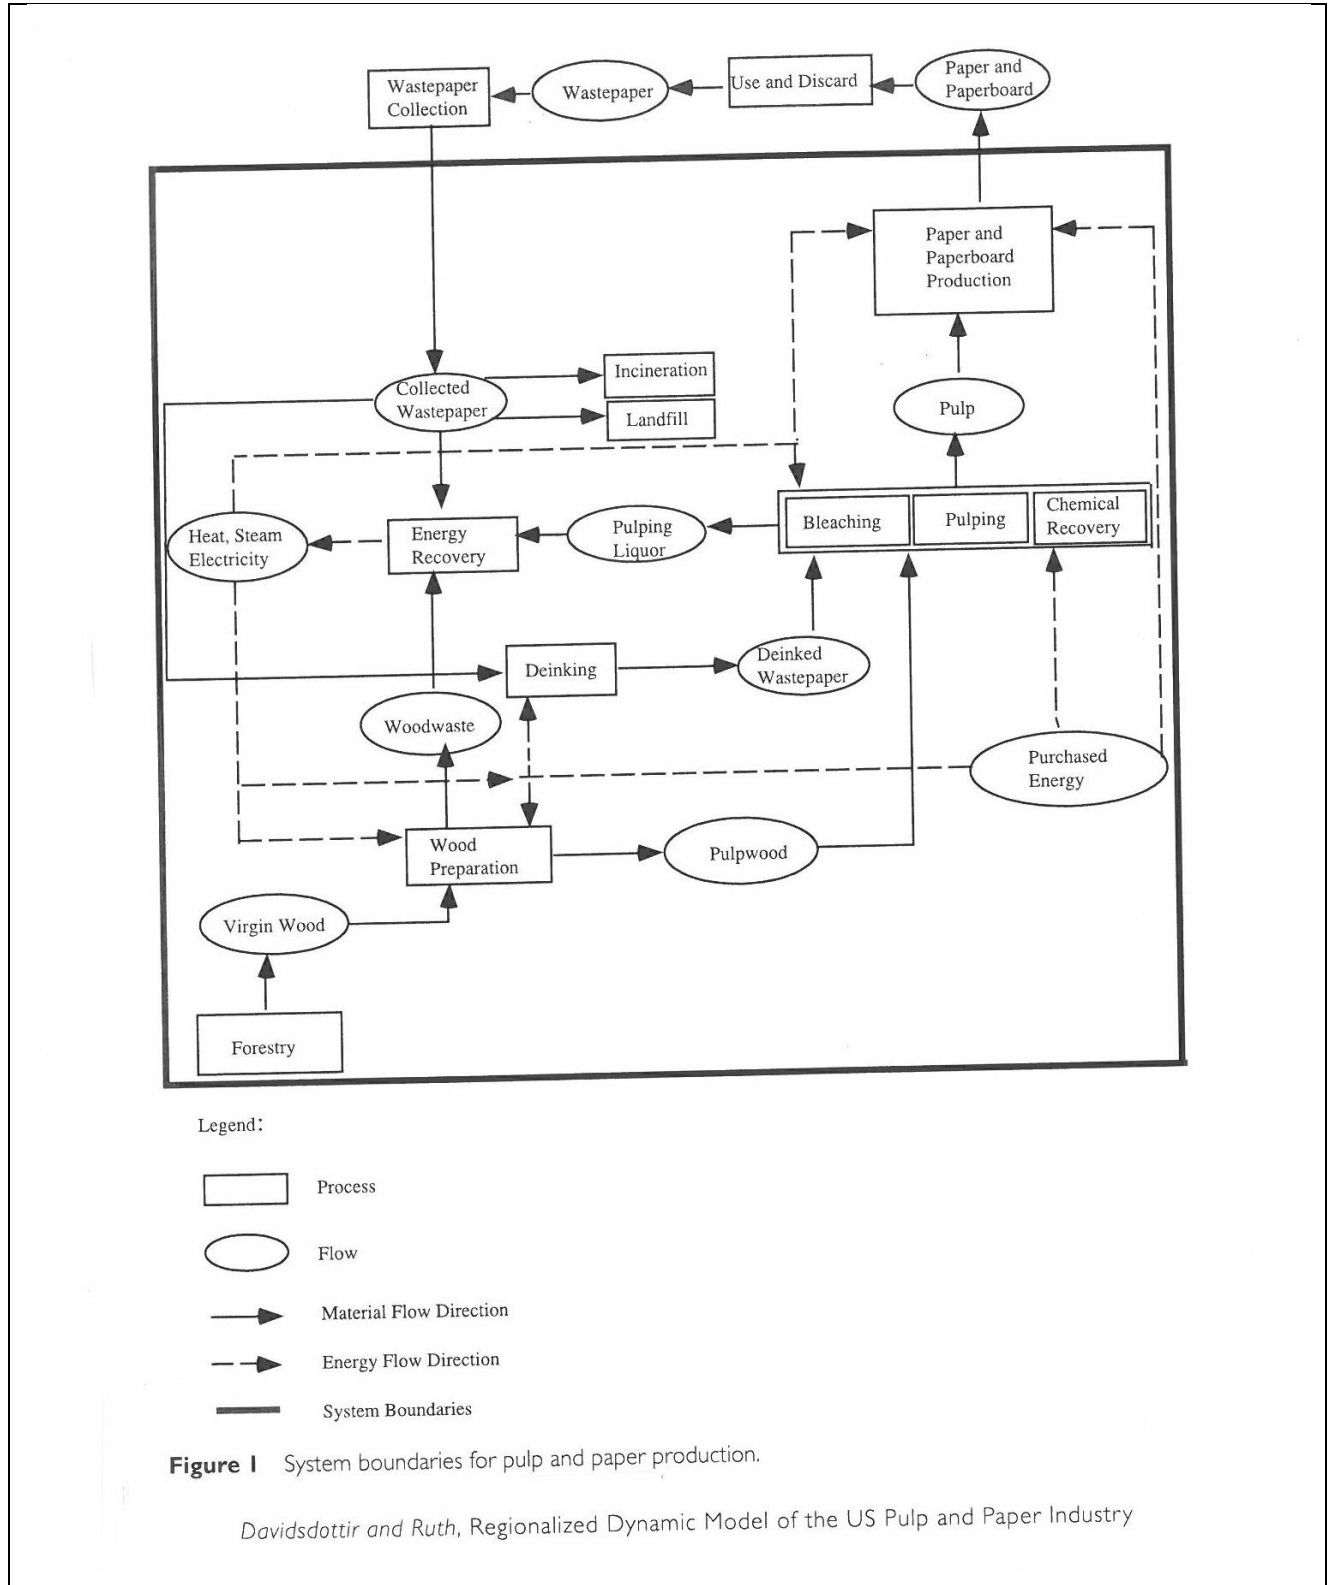 Wastepaper
Collection
Wastepaper
Use and Discard
Paper and
Paperboard
Paper and
Paperboard
Production
Incineration
Collected
Wastepaper
Landfill
Pulp
Heat, Steam
Electricity
Energy
Recovery
Pulping
Liquor
Bleaching
Pulping
Chemical
Recovery
Deinking
Deinked
Wastepaper
Woodwaste
Purchased
Energy
Wood
Preparation
Pulpwood
Virgin Wood
Forestry
Legend:
Process
Flow
Material Flow Direction
Energy Flow Direction
System Boundaries
Figure 1 System boundaries for pulp and paper production.
Davidsdottir and Ruth, Regionalized Dynamic Model of the US Pulp and Paper Industry